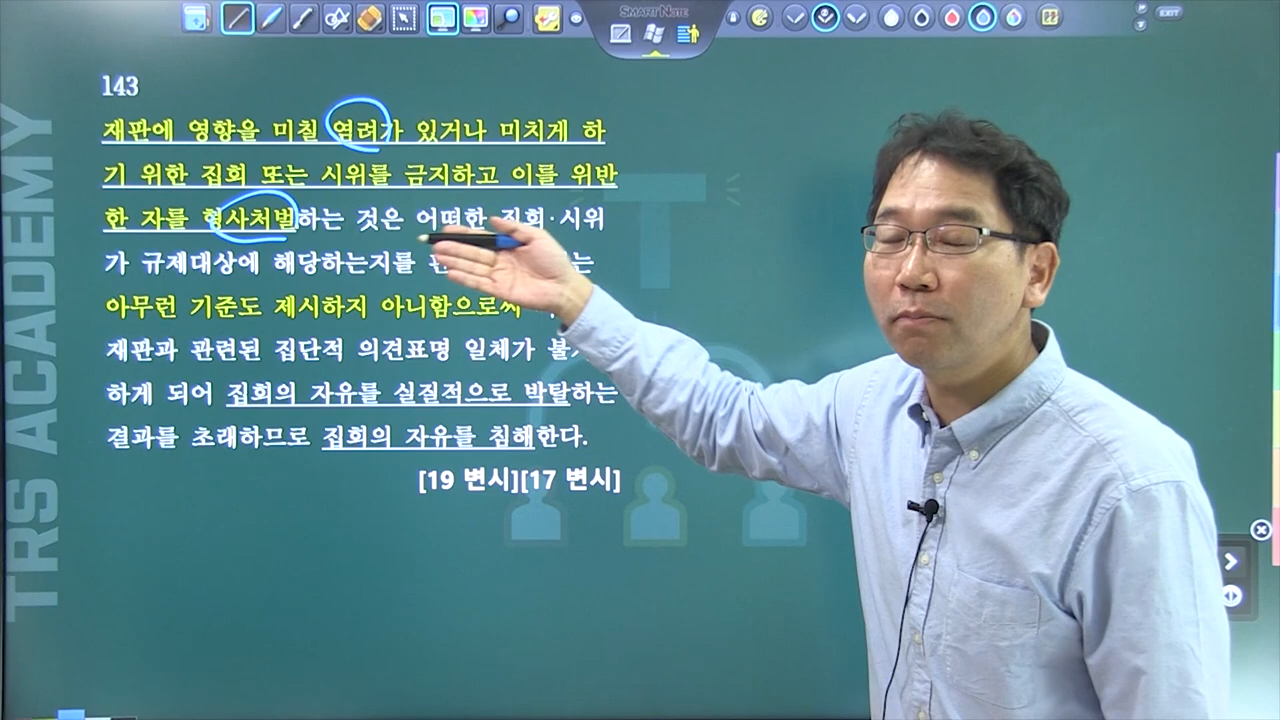 SMART NOTE
EXIT
143
재판에 영향을 미칠 염려가 있거나 미치게 하
기 위한 집회 또는 시위를 금지하고 이를 위반
한 자를 형사처벌하는 것은 어떠한 집회·시위
가 규제대상에 해당하는지를
아무런 기준도 제시하지 아니함으로써
재판과 관련된 집단적 의견표명 일체가
하게 되어 집회의 자유를 실질적으로 박탈하는
결과를 초래하므로 집회의 자유를 침해한다.
[19 변시][17 변시]
TRS ACADEMY